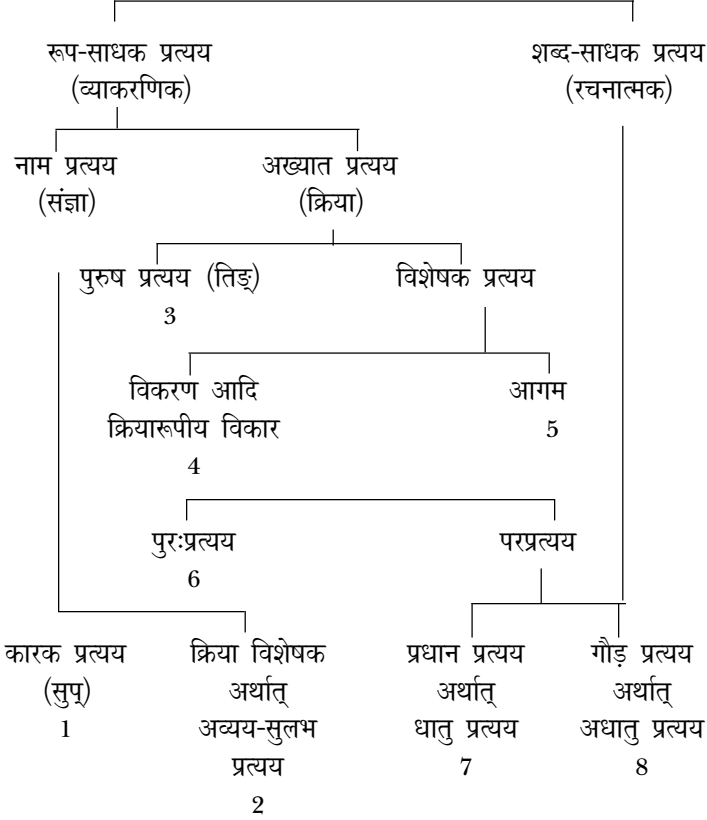 रूप-साधक प्रत्यय शब्द-साधक प्रत्यय
(व्याकरणिक) (रचनात्मक)
नाम प्रत्यय अख्यात प्रत्यय
(संज्ञा) (क्रिया)
पुरुष प्रत्यय (तिङ्) विशेषक प्रत्यय
3
विकरण आदि आगम
क्रियारूपीय विकार 5
4
पुरःप्रत्यय परप्रत्यय
6
कारक प्रत्यय क्रिया विशेषक प्रधान प्रत्यय गौड़ प्रत्यय
(सुप्) अर्थात् अर्थात् अर्थात्
1 अव्यय-सुलभ धातु प्रत्यय अधातु प्रत्यय
प्रत्यय 7 8
2